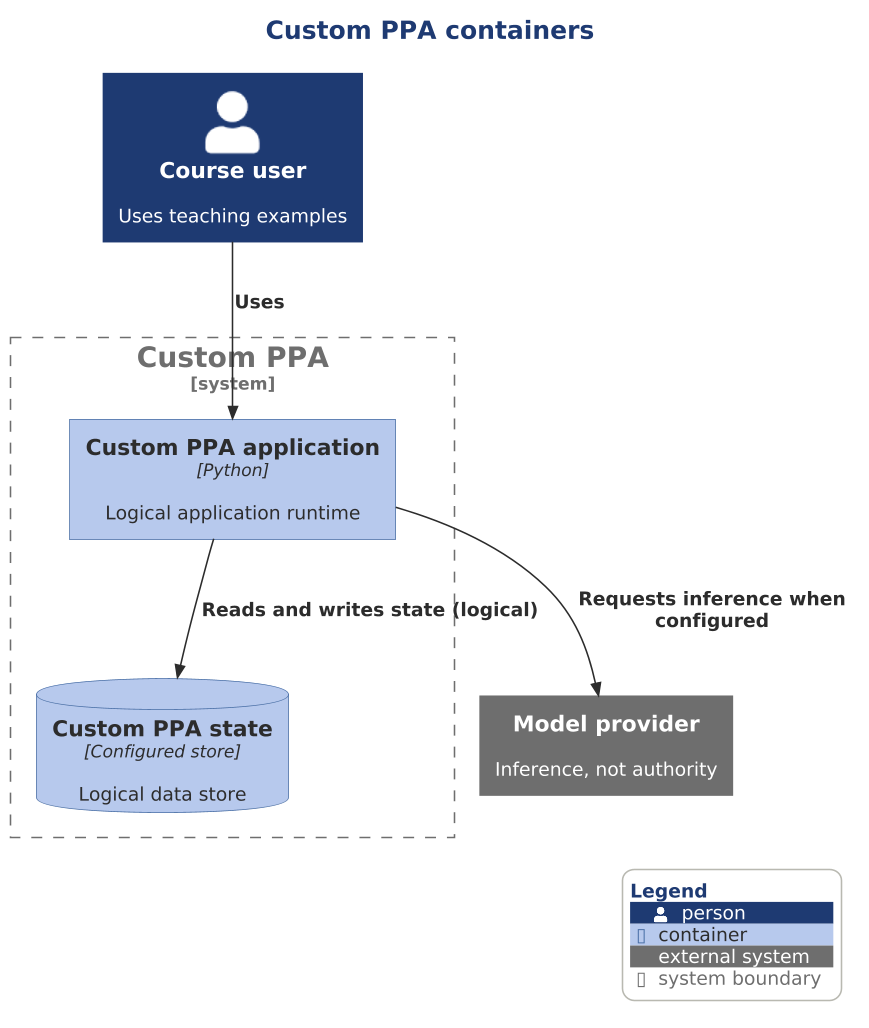 Custom PPA containers
Course user
Uses teaching examples
Uses
Custom PPA
[system]
Custom PPA application
[Python]
Logical application runtime
Reads and writes state (logical)
Requests inference when
configured
Custom PPA state
[Configured store]
Logical data store
Model provider
Inference, not authority
Legend
person
container
external system
system boundary